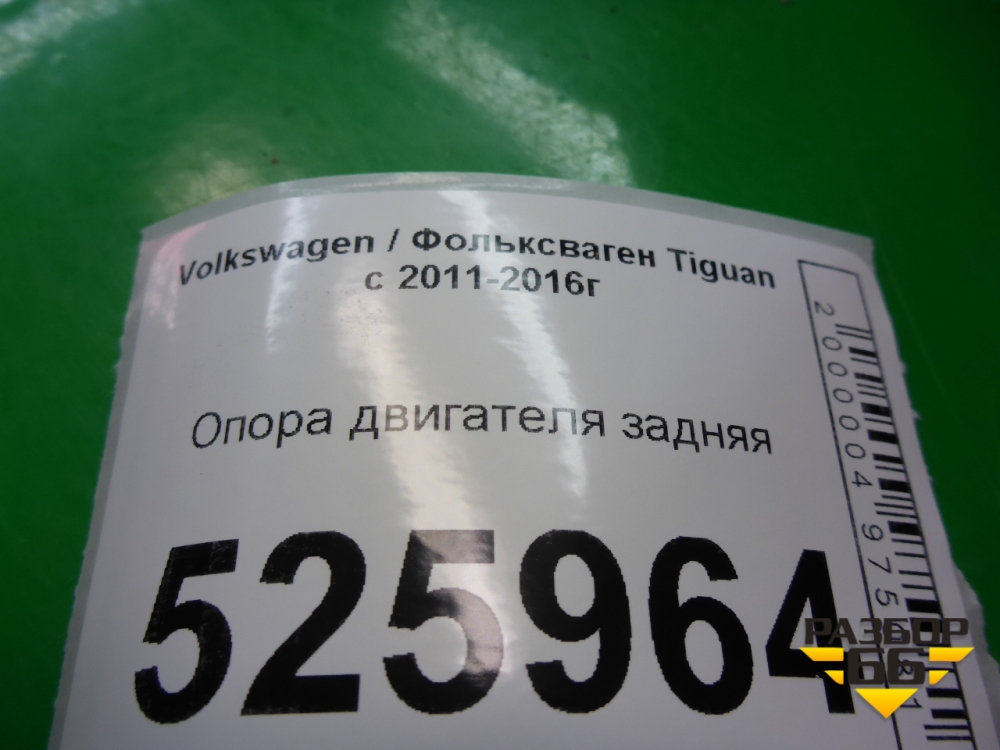 Volkswagen / Фольксваген Tiguan
с 2011-2016г
Опора двигателя задняя
525964
РАЗБОР
66